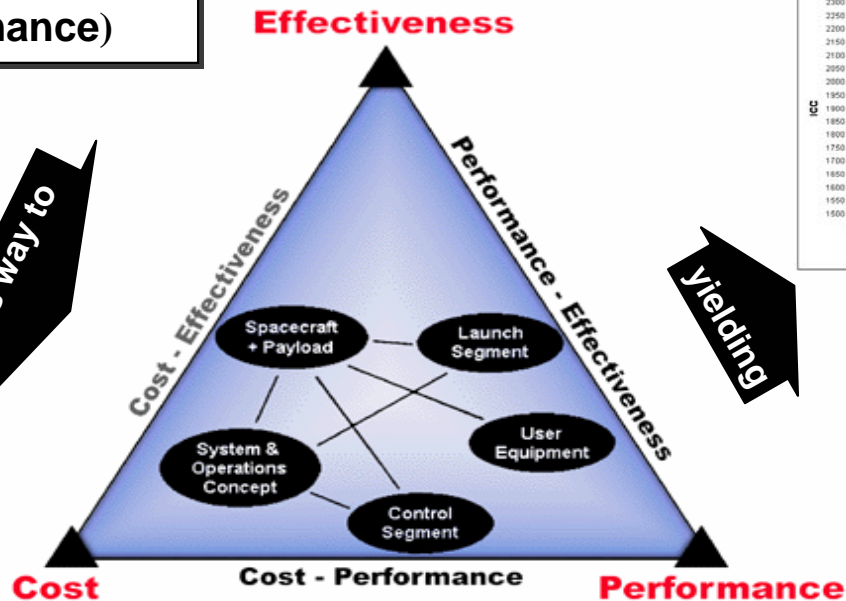 Effectiveness
2250
2200
2150
2100
2050
2000
1950
1900
1850
1800
1750
1700
1650
1600
1550
1500
ICC
way to
Cost - Effectiveness
Performance - Effectiveness
yielding
Spacecraft
+ Payload
Launch
Segment
User
Equipment
System &
Operations
Concept
Control
Segment
Cost - Performance
Cost
Performance